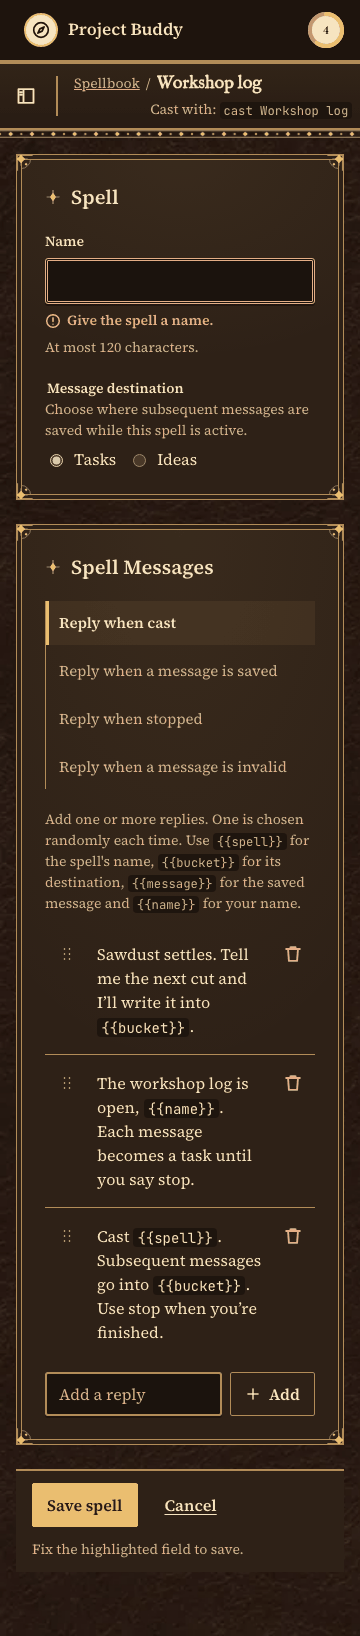 Project Buddy
4
Spellbook / Workshop log
Cast with: cast Workshop log
Spell
Name
Give the spell a name.
At most 120 characters.
Message destination
Choose where subsequent messages are
saved while this spell is active.
Tasks Ideas
Spell Messages
Reply when cast
Reply when a message is saved
Reply when stopped
Reply when a message is invalid
Add one or more replies. One is chosen
randomly each time. Use {{spell}} for
the spell's name, {{bucket}} for its
destination, {{message}} for the saved
message and {{name}} for your name.
Sawdust settles. Tell
me the next cut and
I’ll write it into
{{bucket}}.
The workshop log is
open, {{name}}.
Each message
becomes a task until
you say stop.
Cast {{spell}}.
Subsequent messages
go into {{bucket}}.
Use stop when you’re
finished.
Add a reply
Add
Save spell Cancel
Fix the highlighted field to save.